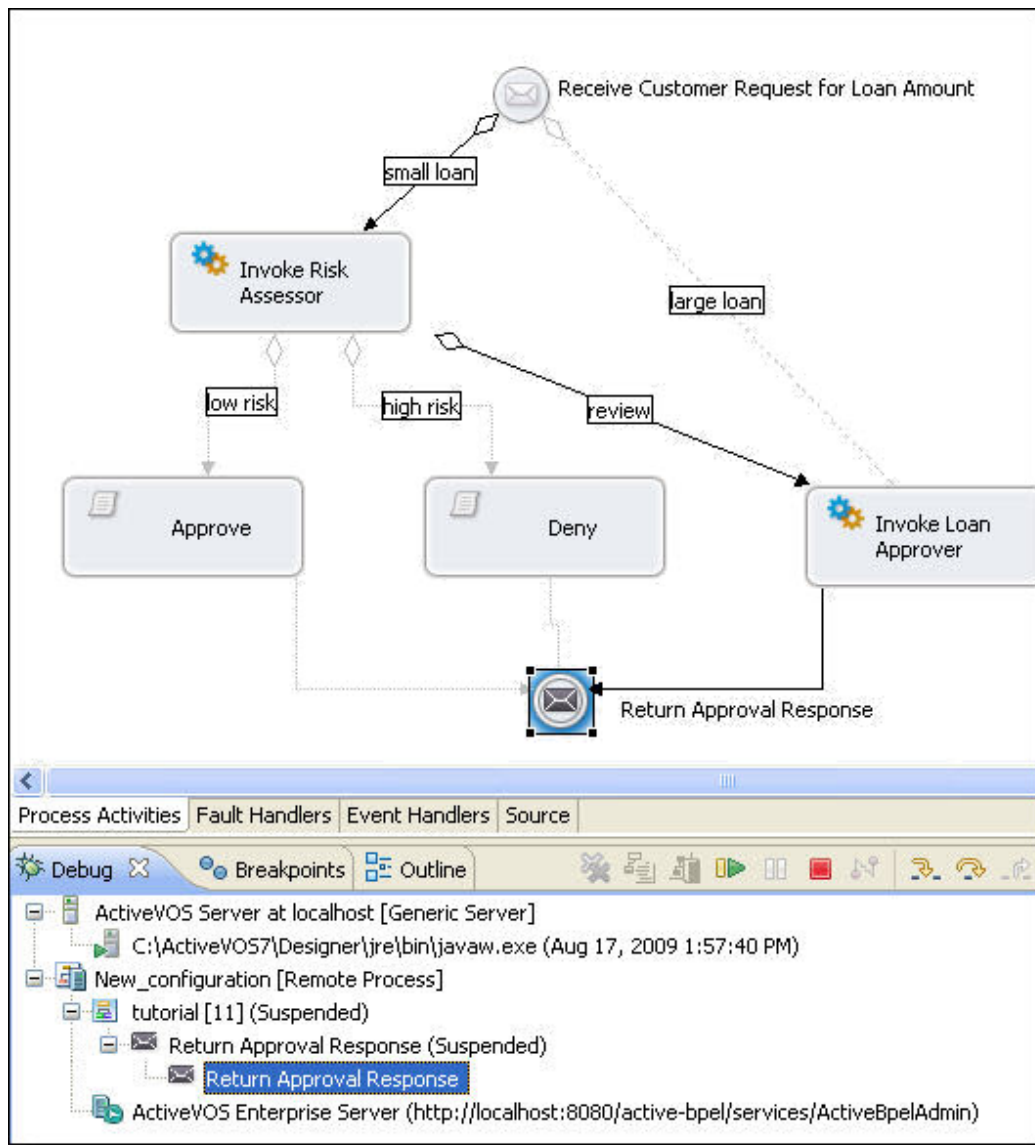 Receive Customer Request for Loan Amount
small loan
Invoke Risk
Assessor
large loan
low risk
high risk
review
Approve
Deny
Invoke Loan
Approver
Return Approval Response
Process Activities Fault Handlers Event Handlers Source
Debug Breakpoints Outline
ActiveVOS Server at localhost [Generic Server]
C:\ActiveVOS7\Designer\jre\bin\javaw.exe (Aug 17, 2009 1:57:40 PM)
New_configuration [Remote Process]
tutorial [11] (Suspended)
Return Approval Response (Suspended)
Return Approval Response
ActiveVOS Enterprise Server (http://localhost:8080/active-bpel/services/ActiveBpelAdmin)